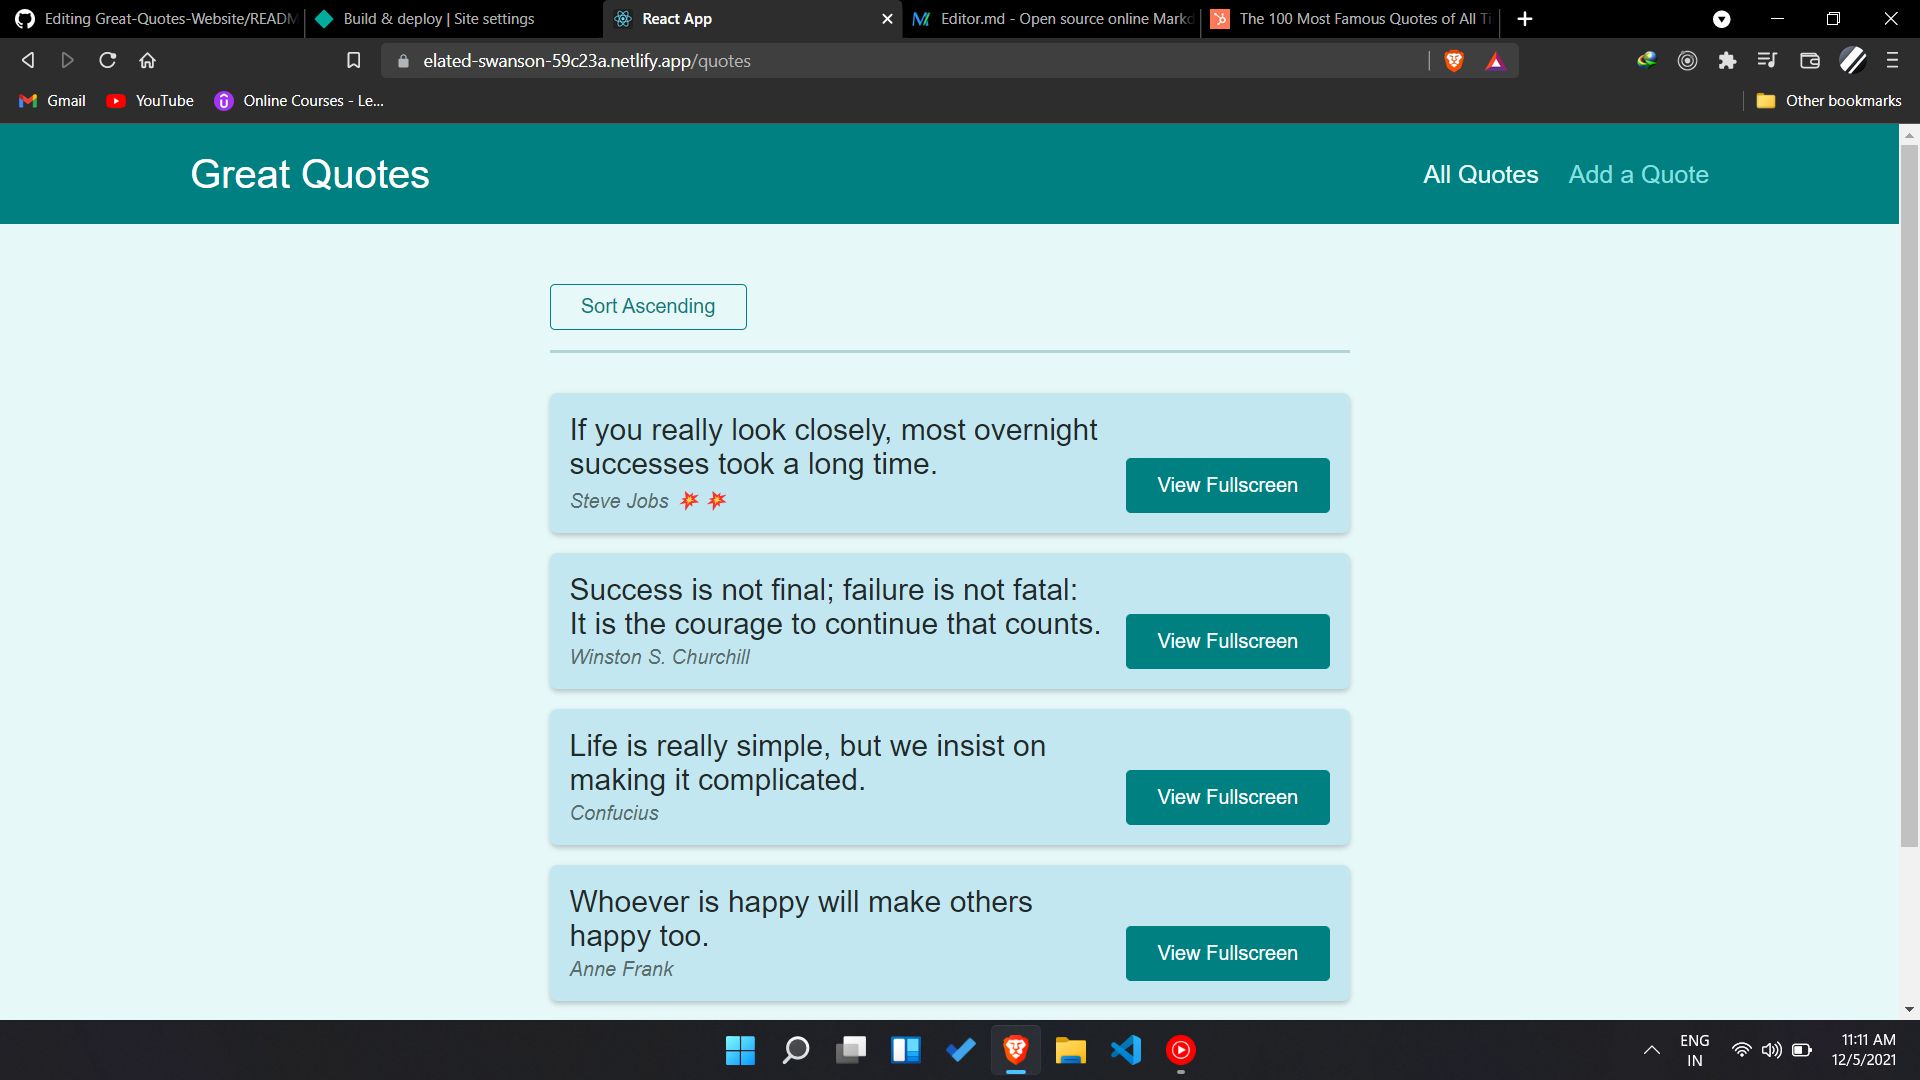 Editing Great-Quotes-Website/READM
Build & deploy | Site settings
React App
Editor.md - Open source online Markd
The 100 Most Famous Quotes of All Ti
elated-swanson-59c23a.netlify.app/quotes
Gmail
YouTube
Online Courses - Le...
Other bookmarks
Great Quotes
All Quotes
Add a Quote
Sort Ascending
If you really look closely, most overnight
successes took a long time.
Steve Jobs 💥 💥
View Fullscreen
Success is not final; failure is not fatal:
It is the courage to continue that counts.
Winston S. Churchill
View Fullscreen
Life is really simple, but we insist on
making it complicated.
Confucius
View Fullscreen
Whoever is happy will make others
happy too.
Anne Frank
View Fullscreen
ENG
IN
11:11 AM
12/5/2021